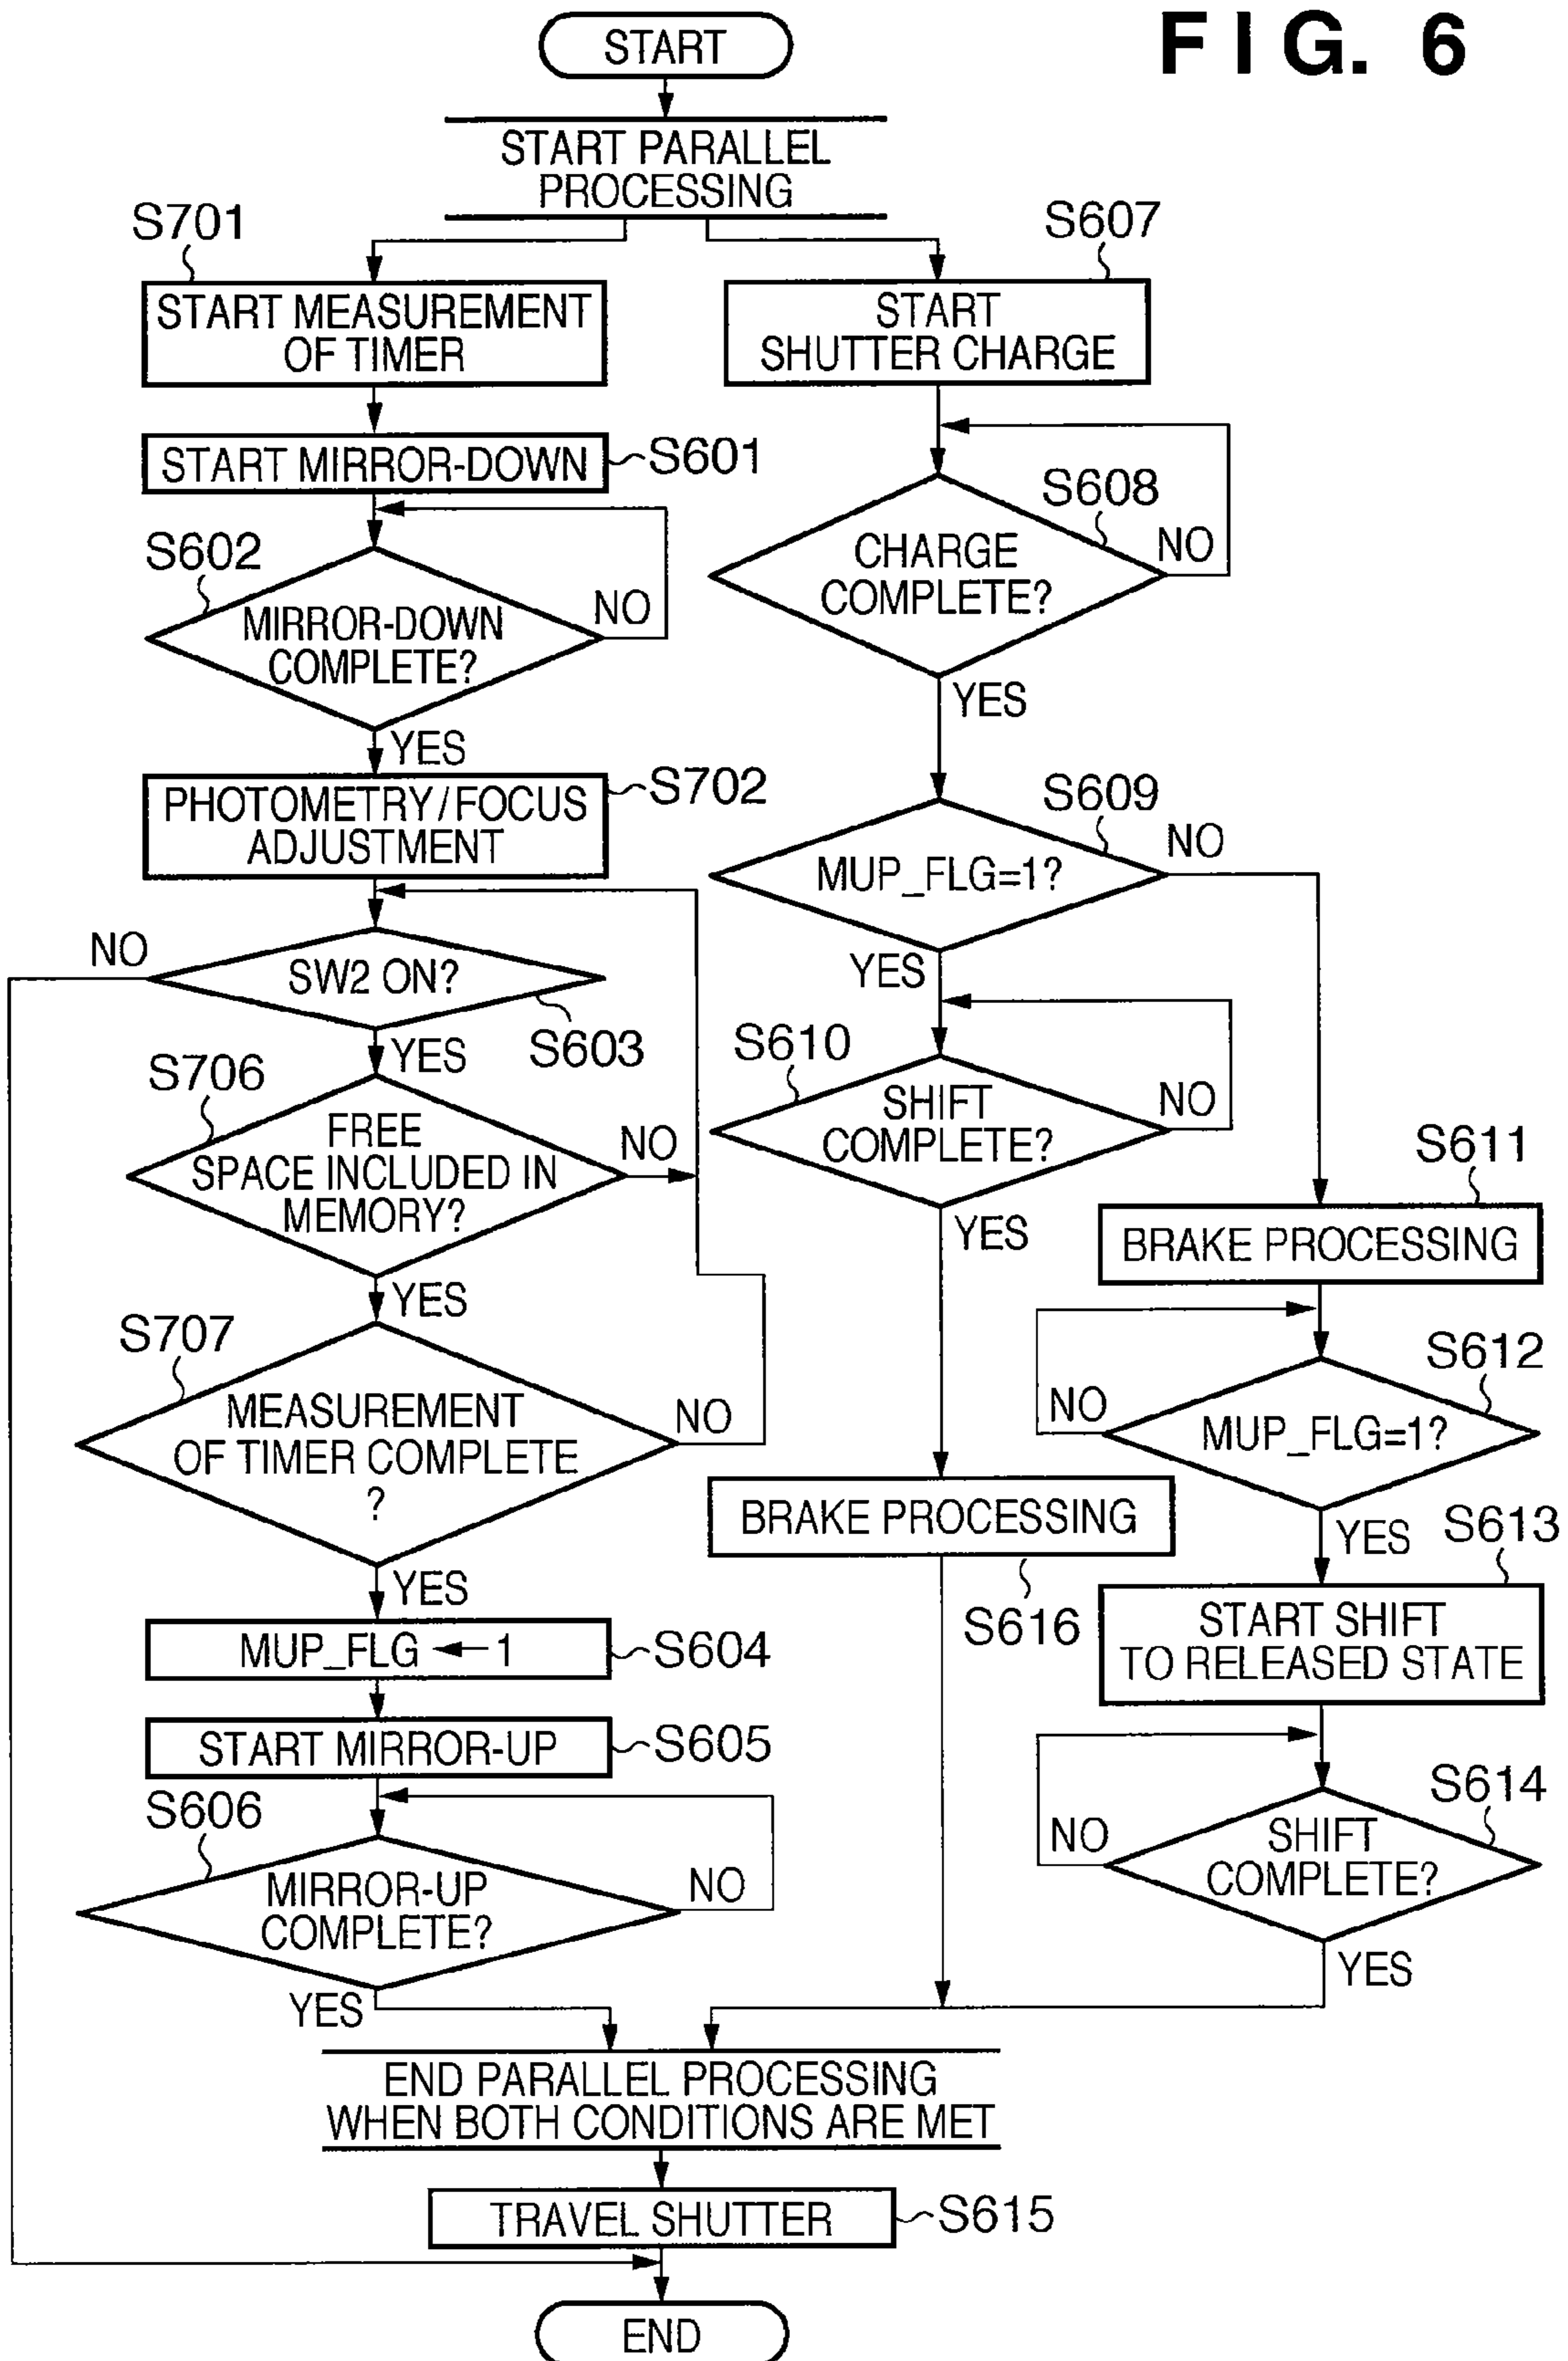 FIG. 6
START
START PARALLEL
PROCESSING
S701
START MEASUREMENT
OF TIMER
START MIRROR-DOWN
S601
S602
MIRROR-DOWN
COMPLETE?
NO
YES
PHOTOMETRY/FOCUS
ADJUSTMENT
S702
NO
SW2 ON?
S603
YES
S706
FREE
SPACE INCLUDED IN
MEMORY?
NO
YES
S707
MEASUREMENT
OF TIMER COMPLETE
?
NO
YES
MUP_FLG ← 1
S604
START MIRROR-UP
S605
S606
MIRROR-UP
COMPLETE?
NO
YES
S607
START
SHUTTER CHARGE
S608
CHARGE
COMPLETE?
NO
YES
S609
MUP_FLG=1?
NO
YES
S610
SHIFT
COMPLETE?
NO
YES
BRAKE PROCESSING
S616
S611
BRAKE PROCESSING
S612
MUP_FLG=1?
NO
YES
S613
START SHIFT
TO RELEASED STATE
S614
SHIFT
COMPLETE?
NO
YES
END PARALLEL PROCESSING
WHEN BOTH CONDITIONS ARE MET
TRAVEL SHUTTER
S615
END